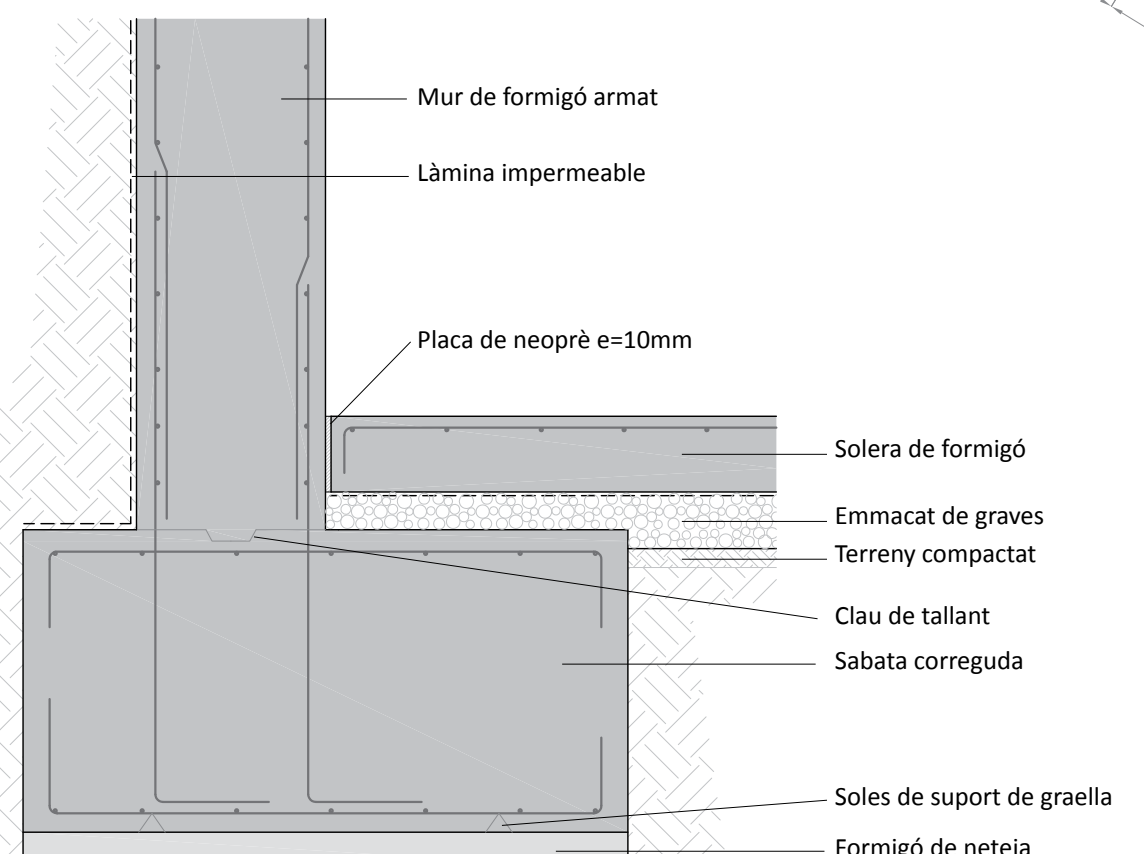 Mur de formigó armat
Làmina impermeable
Placa de neoprè e=10mm
Solera de formigó
Emmacat de graves
Terreny compactat
Clau de tallant
Sabata correguda
Soles de suport de graella
Formigó de neteja